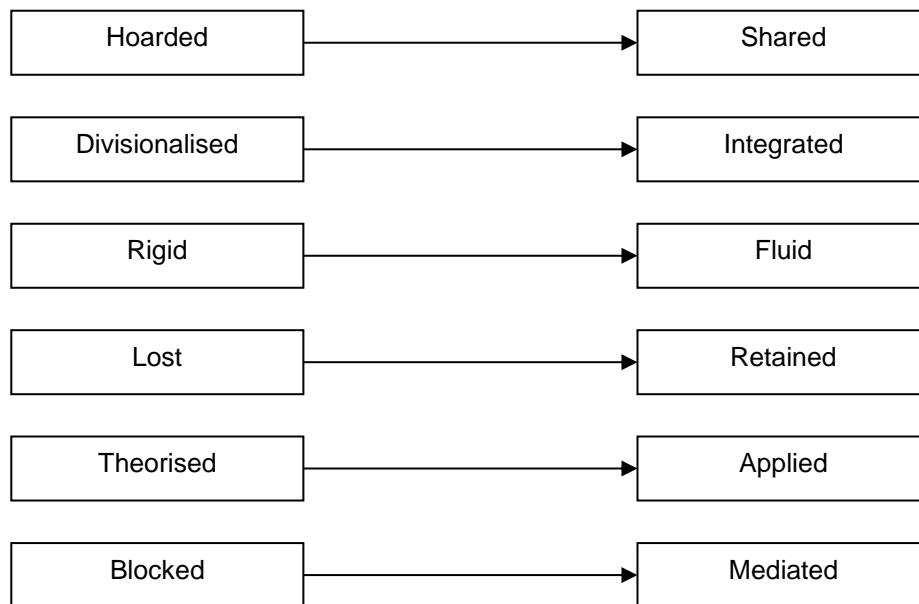 Hoarded Shared
Divisionalised Integrated
Rigid Fluid
Lost Retained
Theorised Applied
Blocked Mediated